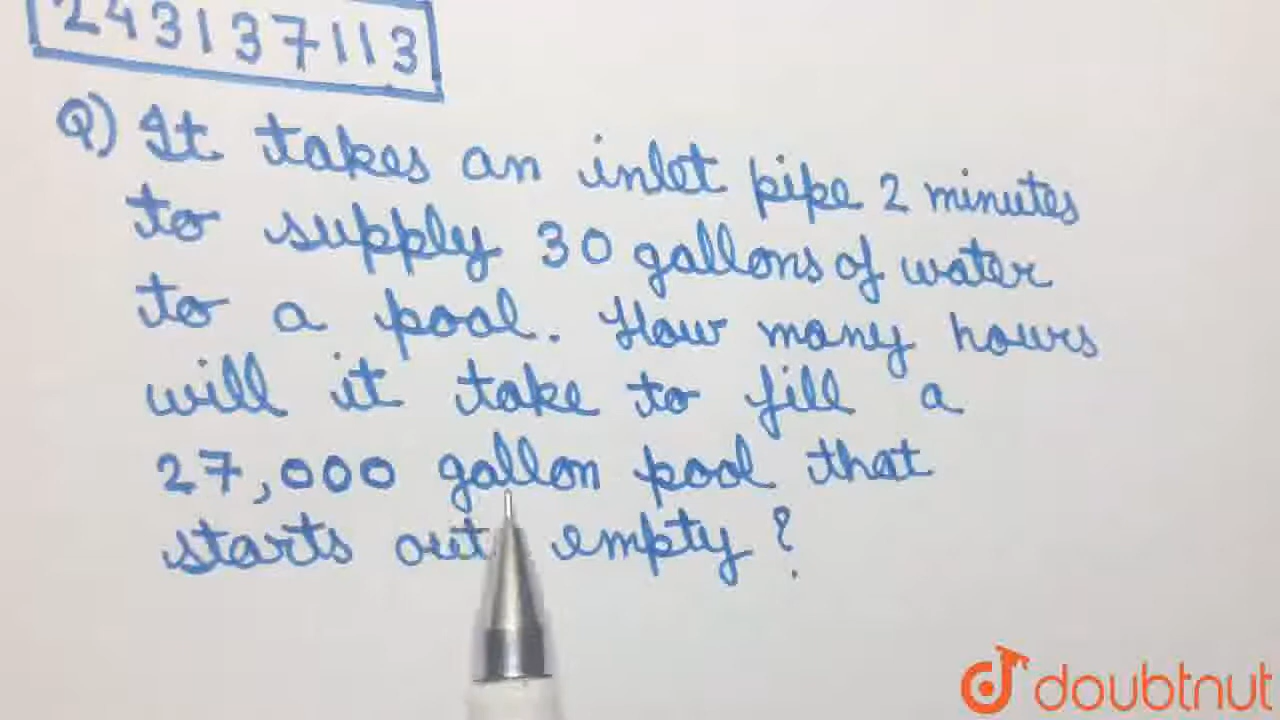 243137113
Q) It takes an inlet pipe 2 minutes
to supply 30 gallons of water
to a pool. How many hours
will it take to fill a
27,000 gallon pool that
starts out empty?
doubtnut